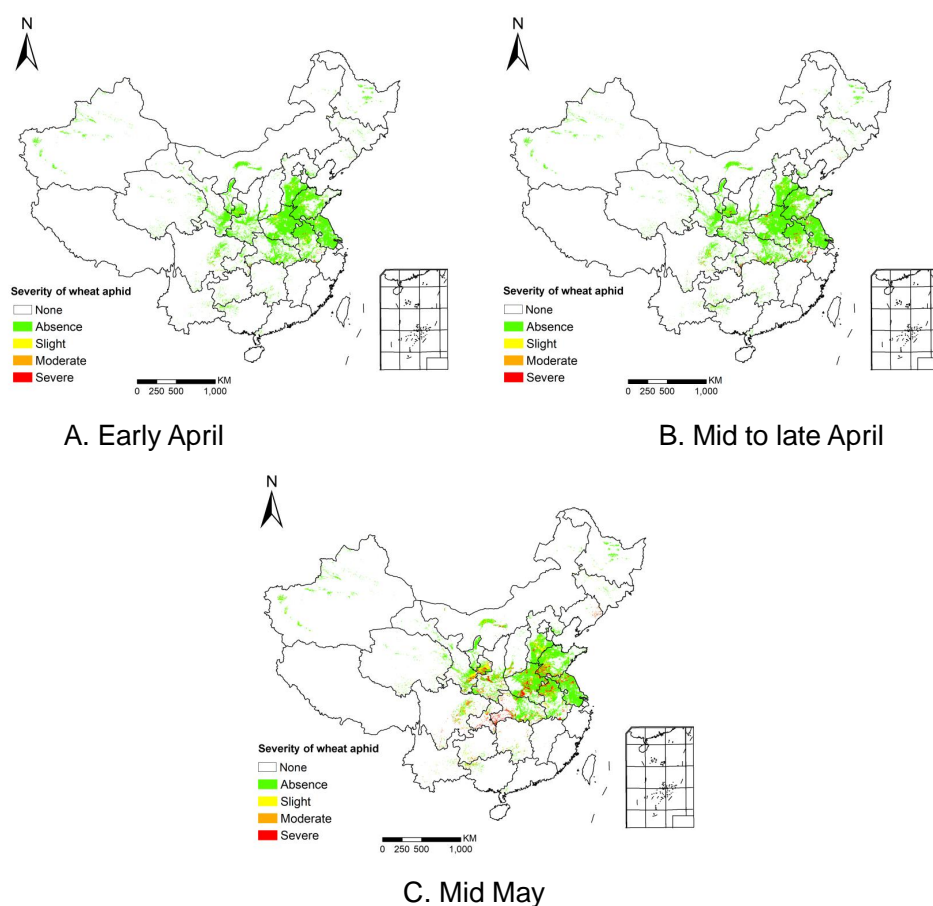 N
Severity of wheat aphid
None
Absence
Slight
Moderate
Severe
KM
0 250 500 1,000
A. Early April
N
Severity of wheat aphid
None
Absence
Slight
Moderate
Severe
KM
0 250 500 1,000
B. Mid to late April
N
Severity of wheat aphid
None
Absence
Slight
Moderate
Severe
KM
0 250 500 1,000
C. Mid May